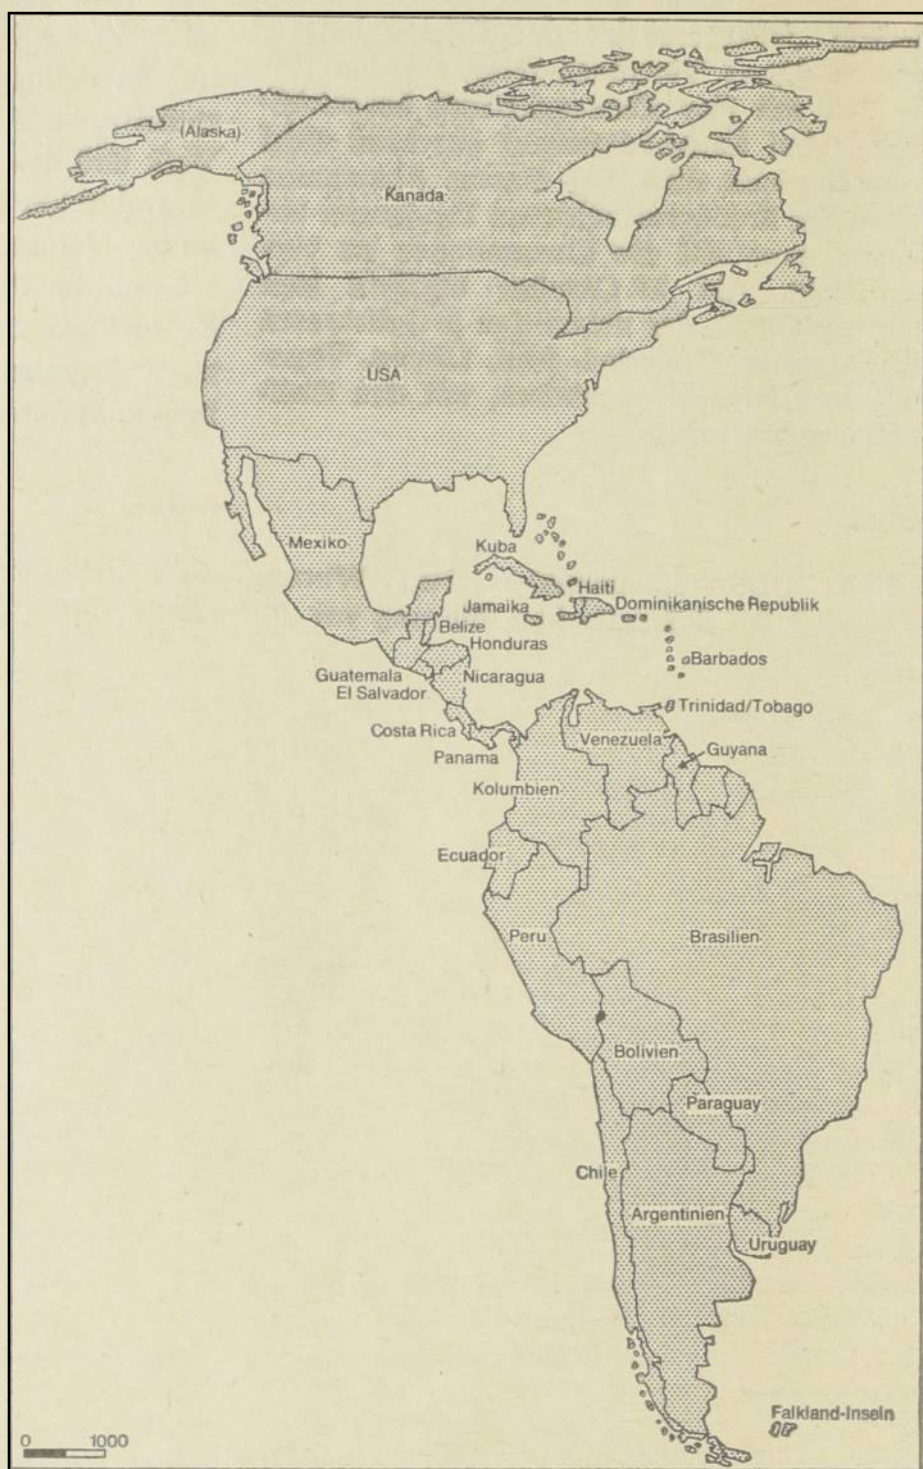 (Alaska)
Kanada
USA
Mexiko
Kuba
Haiti
Jamaika
Dominikanische Republik
Belize
Honduras
Barbados
Guatemala
Nicaragua
El Salvador
Trinidad/Tobago
Costa Rica
Venezuela
Guyana
Panama
Kolumbien
Ecuador
Peru
Brasilien
Bolivien
Paraguay
Chile
Argentinien
Uruguay
Falkland-Inseln
0 1000